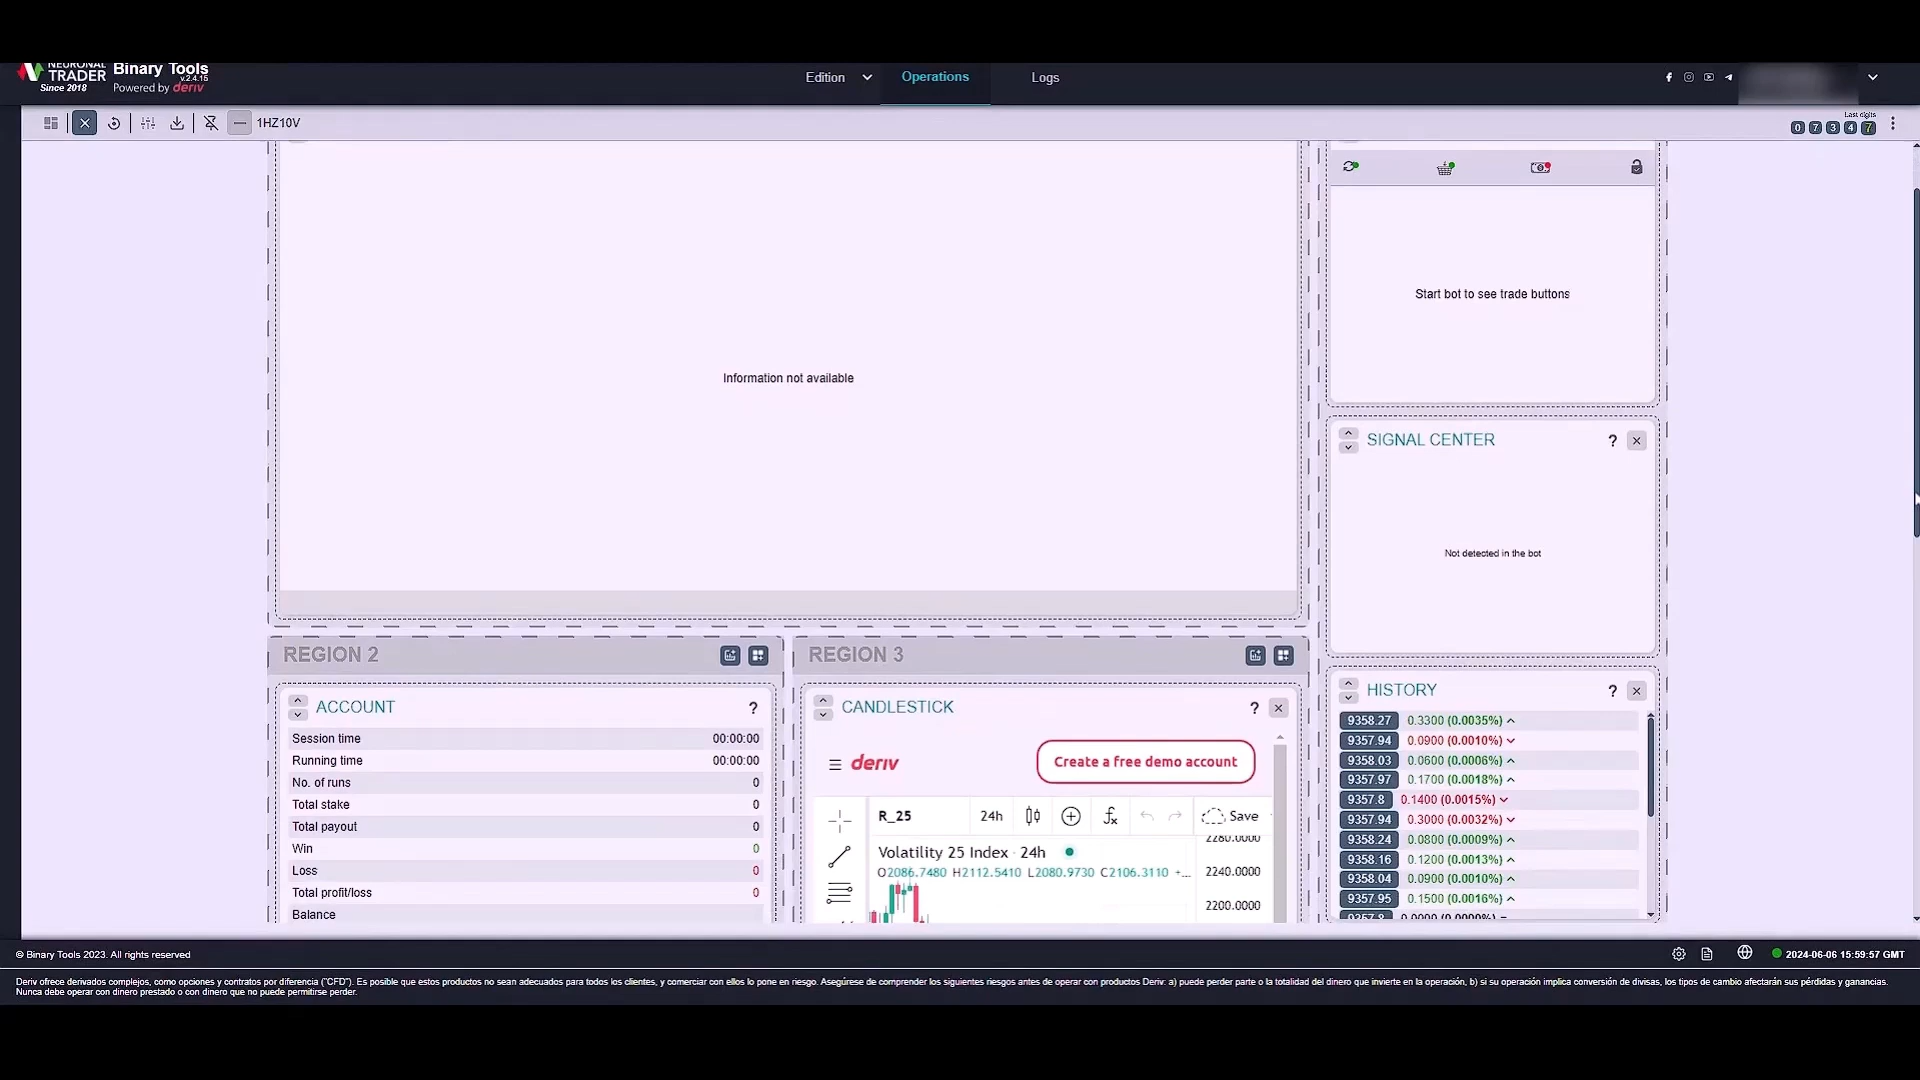 NEURONAL
TRADER
Since 2018
Binary Tools
v.2.4.15
Powered by deriv
Edition
Operations
Logs
1HZ10V
Last digits
0 7 3 4 7
Start bot to see trade buttons
Information not available
SIGNAL CENTER
?
Not detected in the bot
REGION 2
REGION 3
ACCOUNT
?
Session time 00:00:00
Running time 00:00:00
No. of runs 0
Total stake 0
Total payout 0
Win 0
Loss 0
Total profit/loss 0
Balance
CANDLESTICK
?
deriv
Create a free demo account
R_25
24h
Save
Volatility 25 Index · 24h
O2086.7480 H2112.5410 L2080.9730 C2106.3110 +...
2280.0000
2240.0000
2200.0000
HISTORY
?
9358.27 0.3300 (0.0035%)
9357.94 0.0900 (0.0010%)
9358.03 0.0600 (0.0006%)
9357.97 0.1700 (0.0018%)
9357.8 0.1400 (0.0015%)
9357.94 0.3000 (0.0032%)
9358.24 0.0800 (0.0009%)
9358.16 0.1200 (0.0013%)
9358.04 0.0900 (0.0010%)
9357.95 0.1500 (0.0016%)
9357.8 0.0000 (0.0000%) =
© Binary Tools 2023. All rights reserved
2024-06-06 15:59:57 GMT
Deriv ofrece derivados complejos, como opciones y contratos por diferencia ("CFD"). Es posible que estos productos no sean adecuados para todos los clientes, y comerciar con ellos lo pone en riesgo. Asegúrese de comprender los siguientes riesgos antes de operar con productos Deriv: a) puede perder parte o la totalidad del dinero que invierte en la operación, b) si su operación implica conversión de divisas, los tipos de cambio afectarán sus pérdidas y ganancias.
Nunca debe operar con dinero prestado o con dinero que no puede permitirse perder.